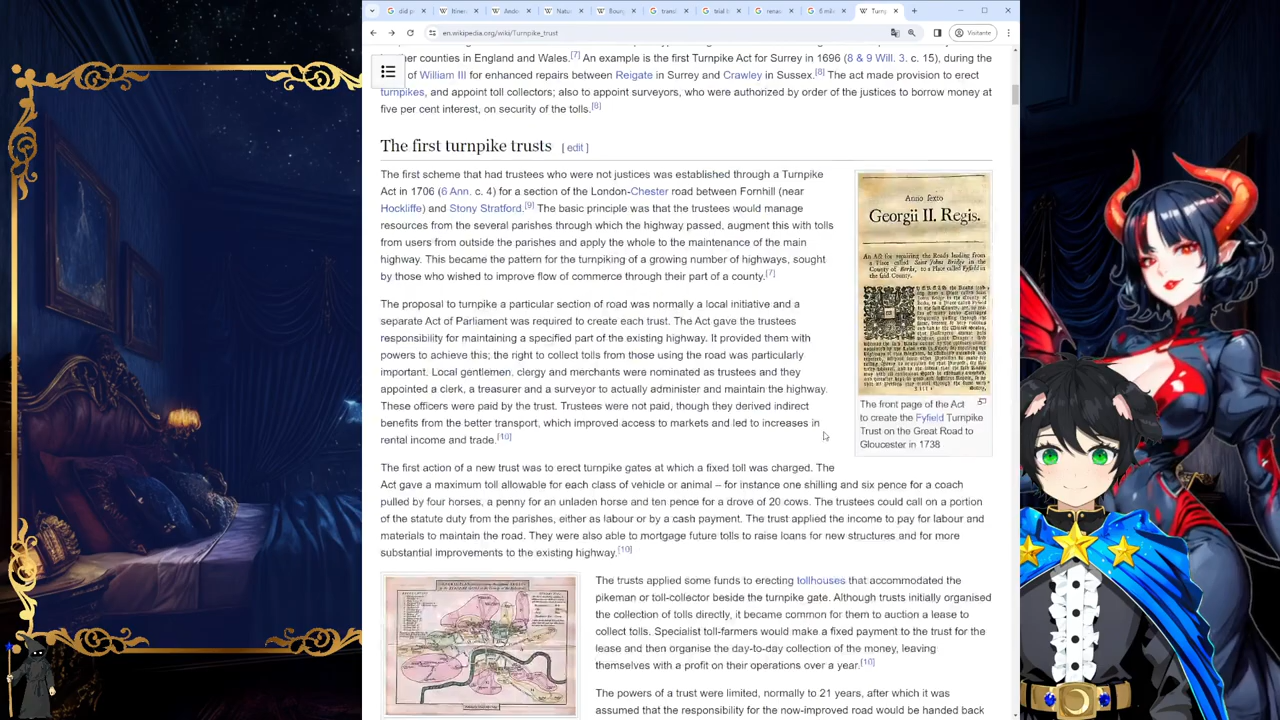 did p
Itiner
Ando
Natu
Bourg
transl
trial b
renas
6 mile
Turnp
en.wikipedia.org/wiki/Turnpike_trust
Visitante
counties in England and Wales.[7] An example is the first Turnpike Act for Surrey in 1696 (8 & 9 Will. 3. c. 15), during the
of William III for enhanced repairs between Reigate in Surrey and Crawley in Sussex.[8] The act made provision to erect
turnpikes, and appoint toll collectors; also to appoint surveyors, who were authorized by order of the justices to borrow money at
five per cent interest, on security of the tolls.[8]
The first turnpike trusts [ edit ]
The first scheme that had trustees who were not justices was established through a Turnpike
Act in 1706 (6 Ann. c. 4) for a section of the London-Chester road between Fornhill (near
Hockliffe) and Stony Stratford.[9] The basic principle was that the trustees would manage
resources from the several parishes through which the highway passed, augment this with tolls
from users from outside the parishes and apply the whole to the maintenance of the main
highway. This became the pattern for the turnpiking of a growing number of highways, sought
by those who wished to improve flow of commerce through their part of a county.[7]
Anno Sexto
Georgii II. Regis.
The front page of the Act
to create the Fyfield Turnpike
Trust on the Great Road to
Gloucester in 1738
The proposal to turnpike a particular section of road was normally a local initiative and a
separate Act of Parliament was required to create each trust. The Act gave the trustees
responsibility for maintaining a specified part of the existing highway. It provided them with
powers to achieve this; the right to collect tolls from those using the road was particularly
important. Local gentlemen, clergy and merchants were nominated as trustees and they
appointed a clerk, a treasurer and a surveyor to actually administer and maintain the highway.
These officers were paid by the trust. Trustees were not paid, though they derived indirect
benefits from the better transport, which improved access to markets and led to increases in
rental income and trade.[10]
The first action of a new trust was to erect turnpike gates at which a fixed toll was charged. The
Act gave a maximum toll allowable for each class of vehicle or animal – for instance one shilling and six pence for a coach
pulled by four horses, a penny for an unladen horse and ten pence for a drove of 20 cows. The trustees could call on a portion
of the statute duty from the parishes, either as labour or by a cash payment. The trust applied the income to pay for labour and
materials to maintain the road. They were also able to mortgage future tolls to raise loans for new structures and for more
substantial improvements to the existing highway.[10]
The trusts applied some funds to erecting tollhouses that accommodated the
pikeman or toll-collector beside the turnpike gate. Although trusts initially organised
the collection of tolls directly, it became common for them to auction a lease to
collect tolls. Specialist toll-farmers would make a fixed payment to the trust for the
lease and then organise the day-to-day collection of the money, leaving
themselves with a profit on their operations over a year.[10]
The powers of a trust were limited, normally to 21 years, after which it was
assumed that the responsibility for the now-improved road would be handed back